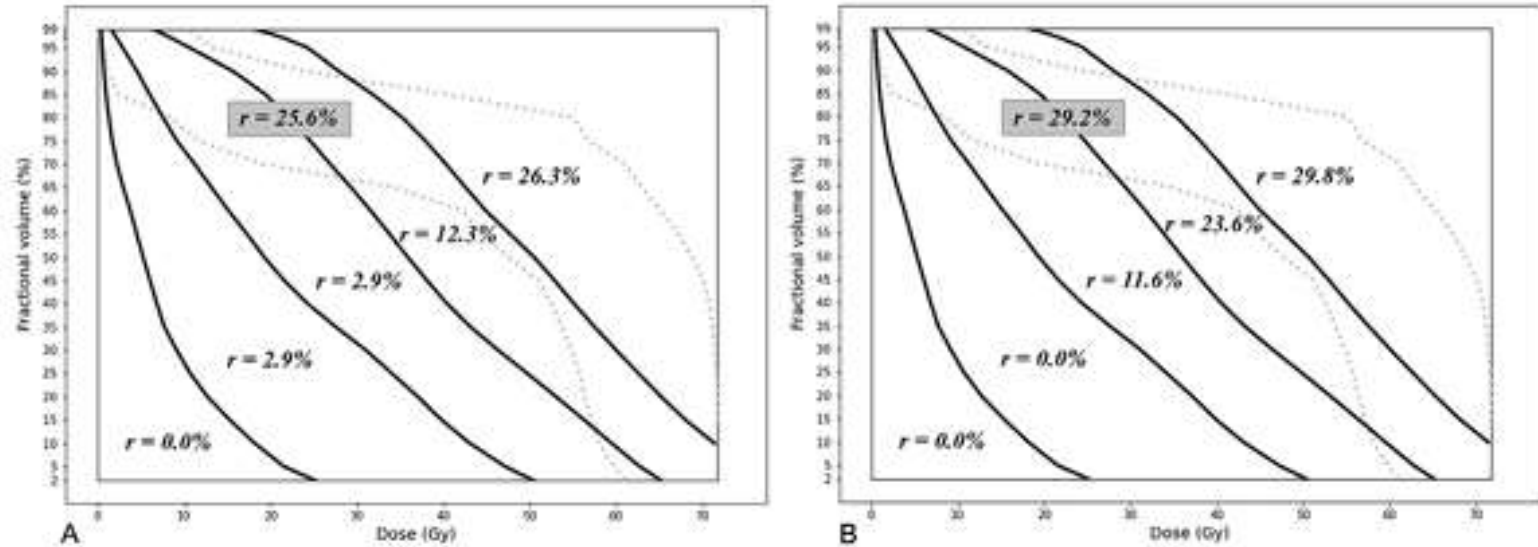 99
95
90
85
80
75
70
65
60
55
50
45
40
35
30
25
20
15
10
5
2
Fractional volume (%)
r = 25.6%
r = 26.3%
r = 12.3%
r = 2.9%
r = 2.9%
r = 0.0%
0 10 20 30 40 50 60 70
Dose (Gy)
A
99
95
90
85
80
75
70
65
60
55
50
45
40
35
30
25
20
15
10
5
2
Fractional volume (%)
r = 29.2%
r = 29.8%
r = 23.6%
r = 11.6%
r = 0.0%
r = 0.0%
0 10 20 30 40 50 60 70
Dose (Gy)
B